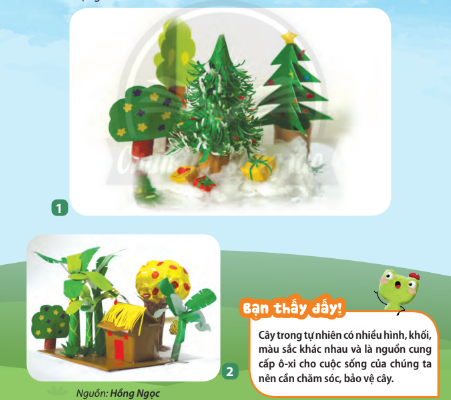 1
2
Bạn thấy đấy!
Cây trong tự nhiên có nhiều hình, khối,
màu sắc khác nhau và là nguồn cung
cấp ô-xi cho cuộc sống của chúng ta
nên cần chăm sóc, bảo vệ cây.
Nguồn: Hồng Ngọc